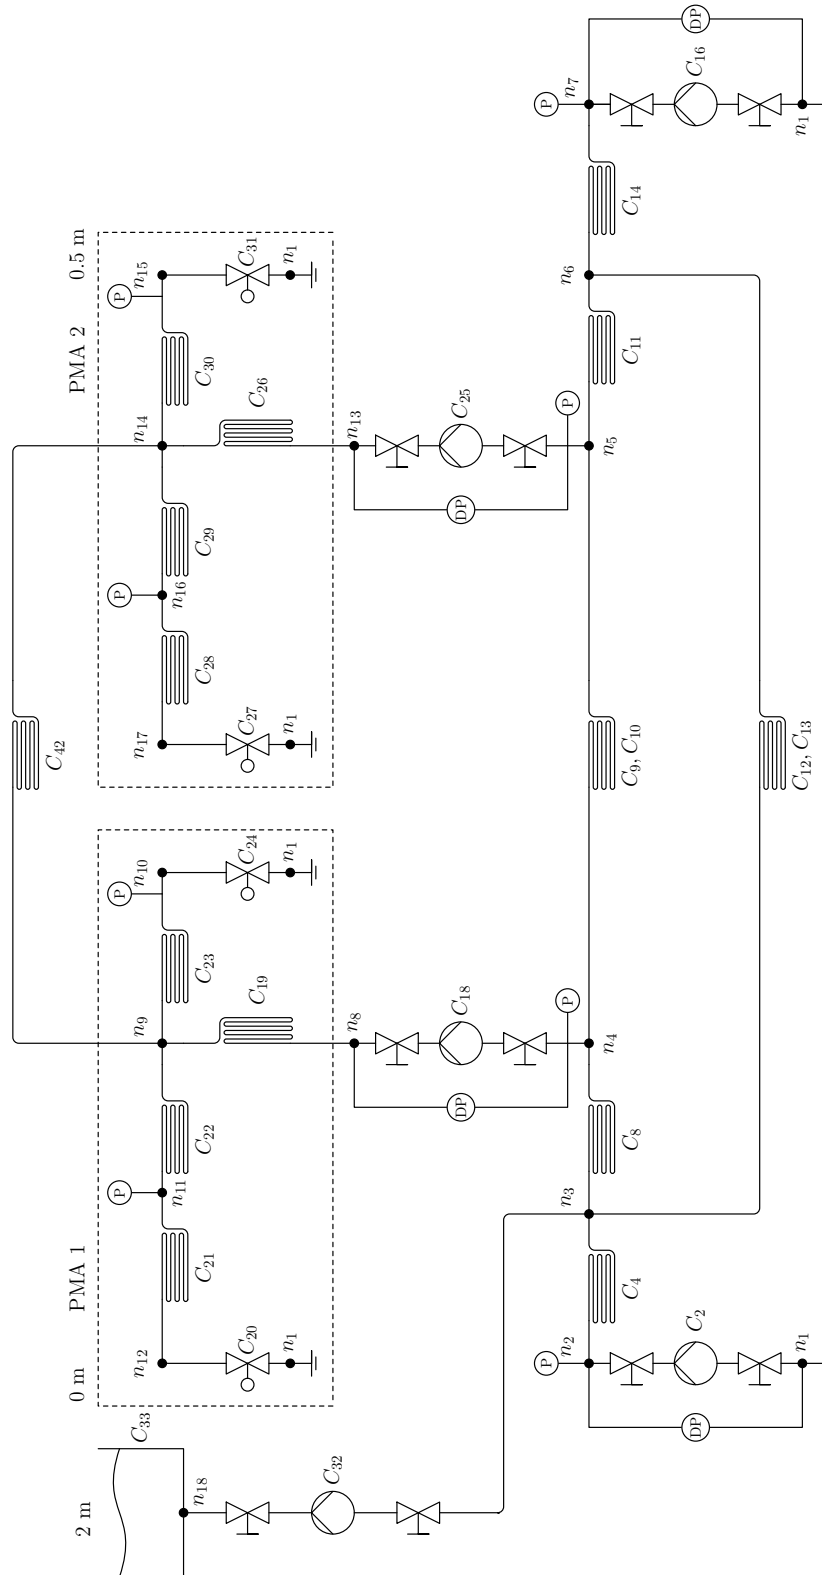 C₄₂
2 m
0 m
PMA 1
PMA 2
0.5 m
P
P
P
P
C₃₃
n₁₂
n₉
n₁₀
n₁₇
n₁₄
n₁₅
n₁₁
n₁₆
n₁₈
C₂₁
C₂₂
C₂₃
C₂₈
C₂₉
C₃₀
C₂₀
C₁₉
C₂₄
C₂₇
C₂₆
C₃₁
n₁
n₁
n₁
n₁
C₃₂
n₈
n₁₃
DP
C₁₈
DP
C₂₅
P
P
n₂
n₃
P
P
n₆
n₇
n₄
n₅
C₄
C₈
C₉, C₁₀
C₁₁
C₁₄
DP
C₂
C₁₆
DP
n₁
C₁₂, C₁₃
n₁